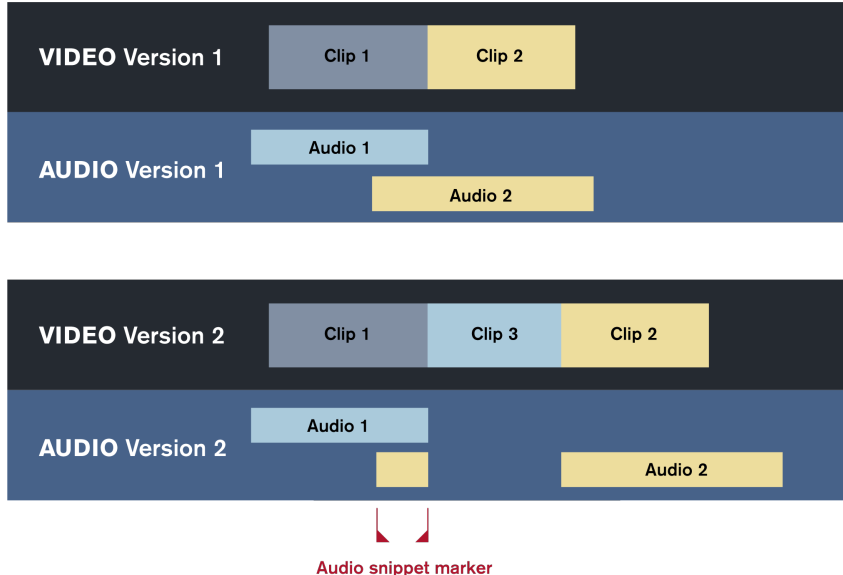 VIDEO Version 1
Clip 1
Clip 2
AUDIO Version 1
Audio 1
Audio 2
VIDEO Version 2
Clip 1
Clip 3
Clip 2
AUDIO Version 2
Audio 1
Audio 2
Audio snippet marker